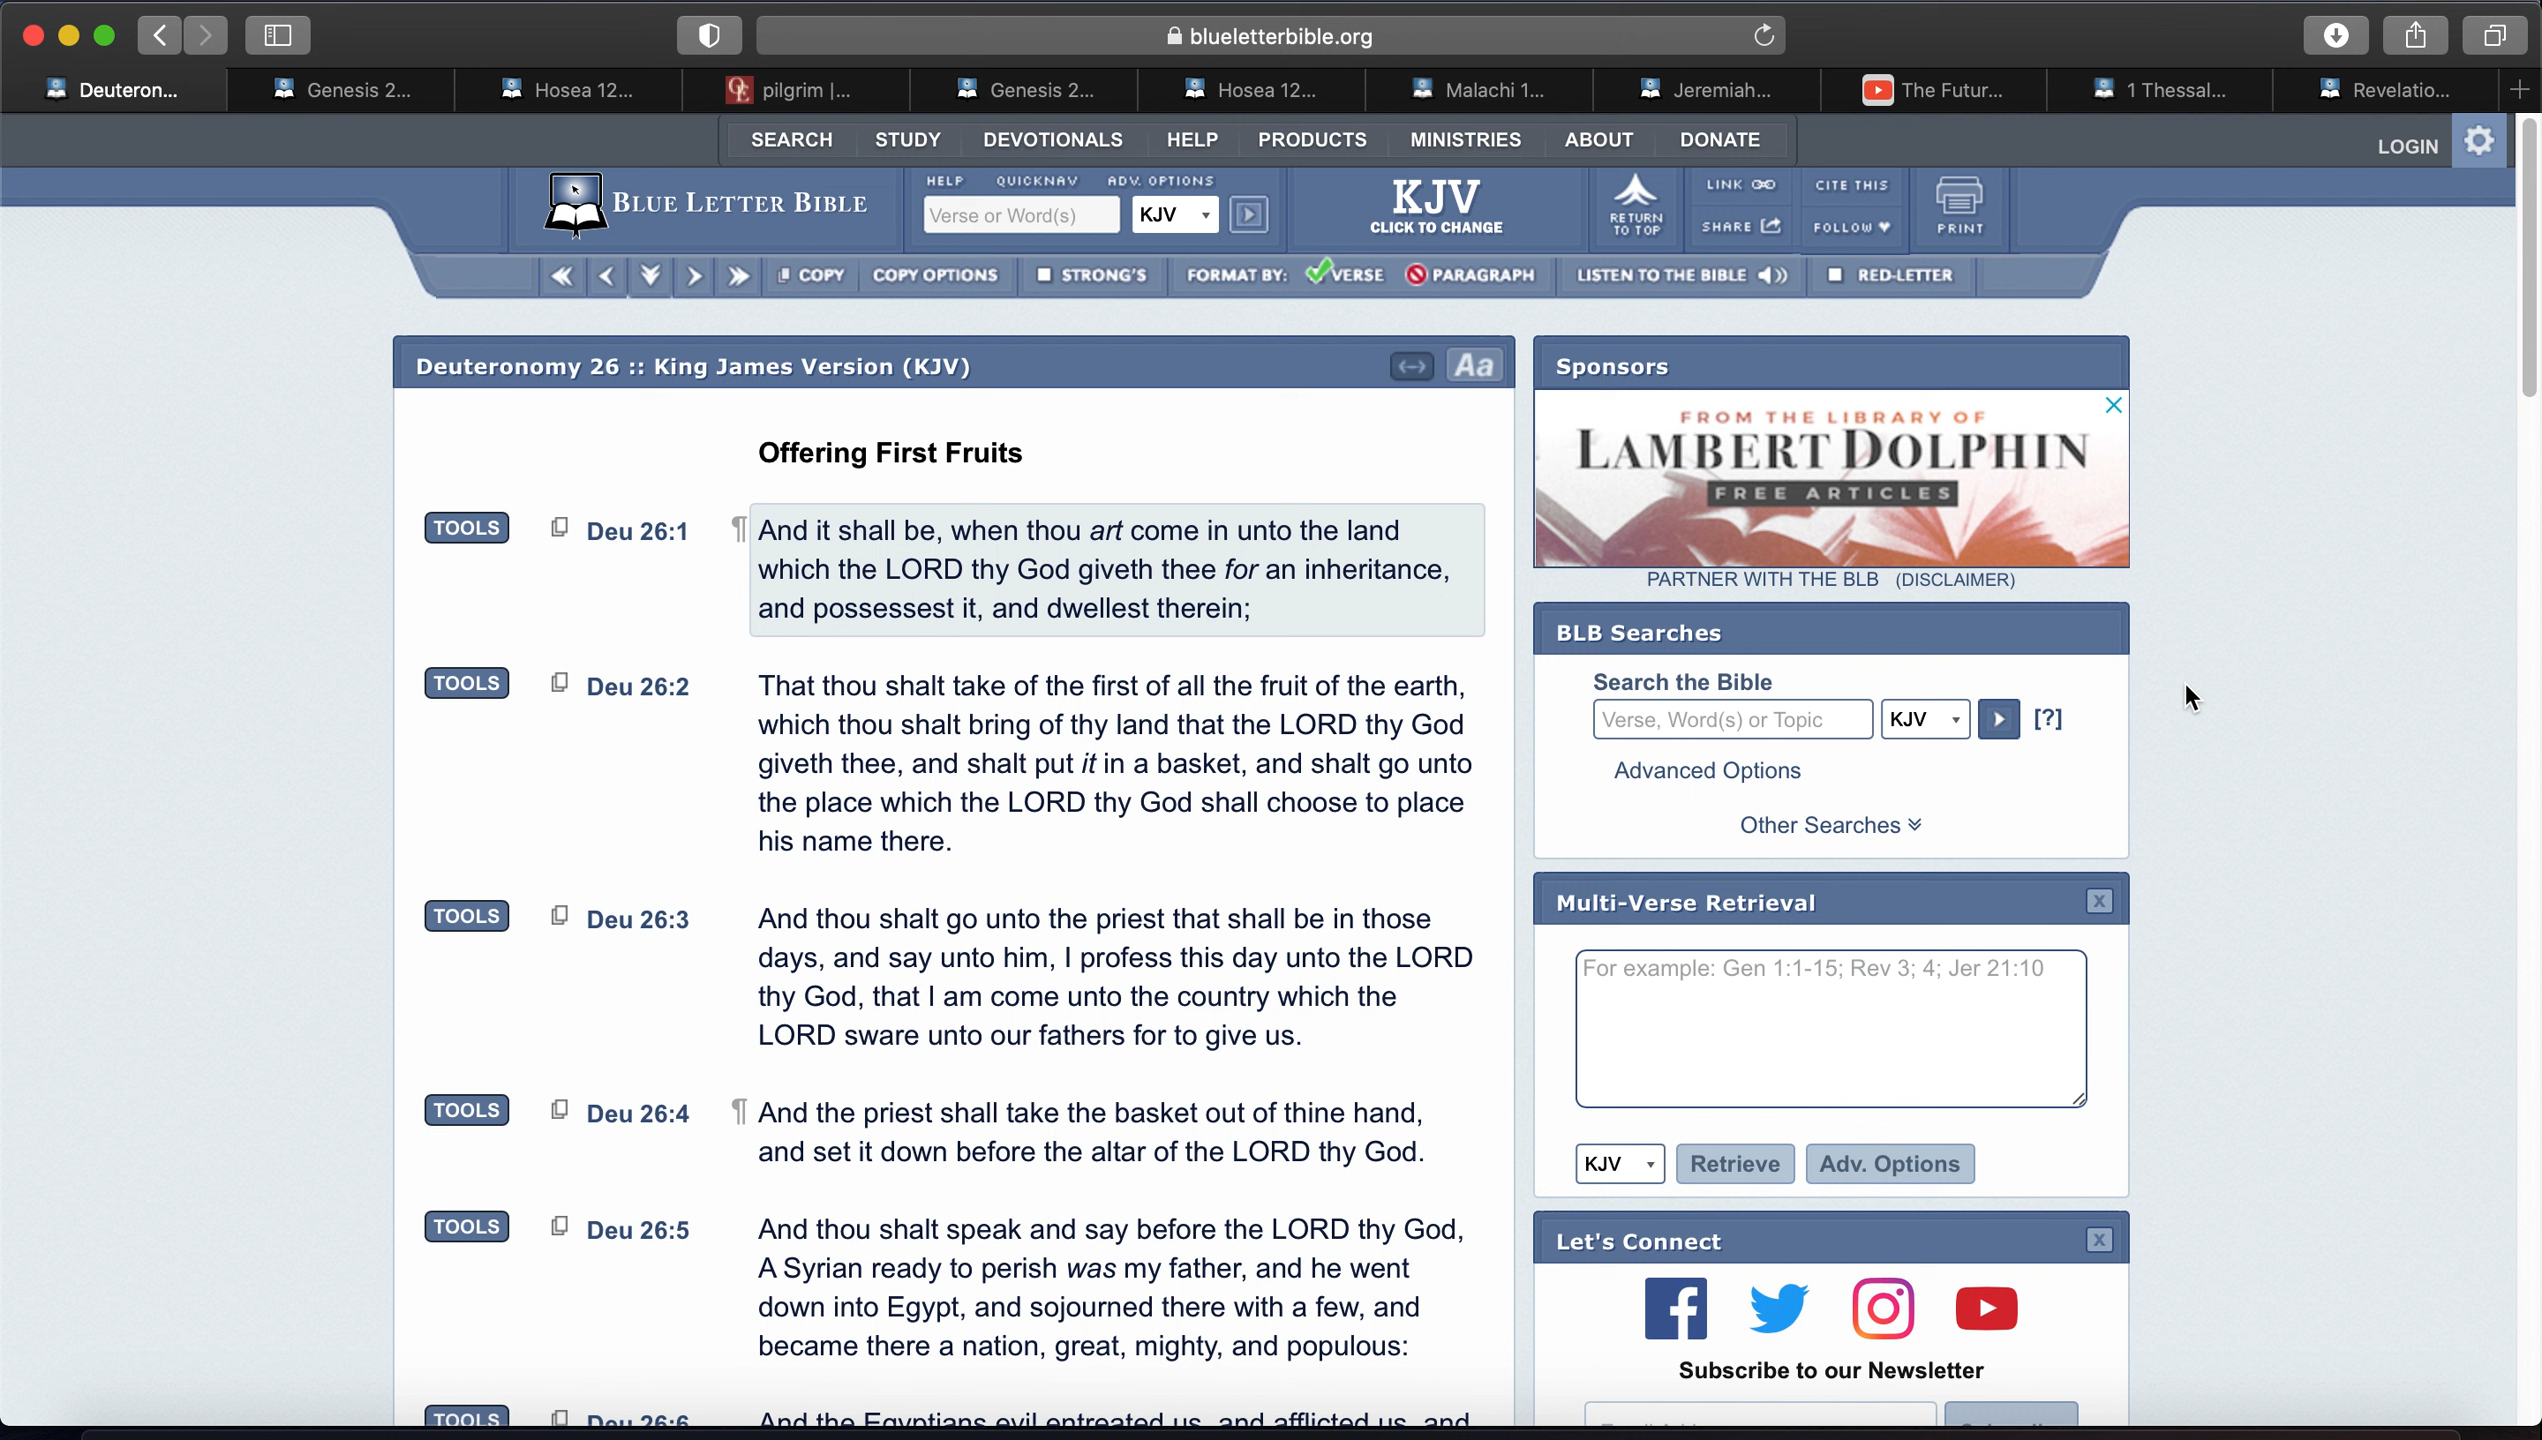 blueletterbible.org
Deuteron...
Genesis 2...
Hosea 12...
pilgrim |...
Genesis 2...
Hosea 12...
Malachi 1...
Jeremiah...
The Futur...
1 Thessal...
Revelatio...
SEARCH STUDY DEVOTIONALS HELP PRODUCTS MINISTRIES ABOUT DONATE
LOGIN
BLUE LETTER BIBLE
HELP QUICKNAV ADV. OPTIONS
Verse or Word(s)
KJV
KJV
CLICK TO CHANGE
RETURN
TO TOP
LINK
SHARE
CITE THIS
FOLLOW
PRINT
COPY COPY OPTIONS STRONG'S FORMAT BY: VERSE PARAGRAPH LISTEN TO THE BIBLE RED-LETTER
Deuteronomy 26 :: King James Version (KJV)
Aa
Offering First Fruits
TOOLS Deu 26:1 ¶ And it shall be, when thou art come in unto the land
which the LORD thy God giveth thee for an inheritance,
and possessest it, and dwellest therein;
TOOLS Deu 26:2 That thou shalt take of the first of all the fruit of the earth,
which thou shalt bring of thy land that the LORD thy God
giveth thee, and shalt put it in a basket, and shalt go unto
the place which the LORD thy God shall choose to place
his name there.
TOOLS Deu 26:3 And thou shalt go unto the priest that shall be in those
days, and say unto him, I profess this day unto the LORD
thy God, that I am come unto the country which the
LORD sware unto our fathers for to give us.
TOOLS Deu 26:4 ¶ And the priest shall take the basket out of thine hand,
and set it down before the altar of the LORD thy God.
TOOLS Deu 26:5 And thou shalt speak and say before the LORD thy God,
A Syrian ready to perish was my father, and he went
down into Egypt, and sojourned there with a few, and
became there a nation, great, mighty, and populous:
TOOLS Deu 26:6 And the Egyptians evil entreated us, and afflicted us, and
Sponsors
FROM THE LIBRARY OF
LAMBERT DOLPHIN
FREE ARTICLES
PARTNER WITH THE BLB (DISCLAIMER)
BLB Searches
Search the Bible
Verse, Word(s) or Topic
KJV
[?]
Advanced Options
Other Searches
Multi-Verse Retrieval
X
For example: Gen 1:1-15; Rev 3; 4; Jer 21:10
KJV
Retrieve
Adv. Options
Let's Connect
X
Subscribe to our Newsletter